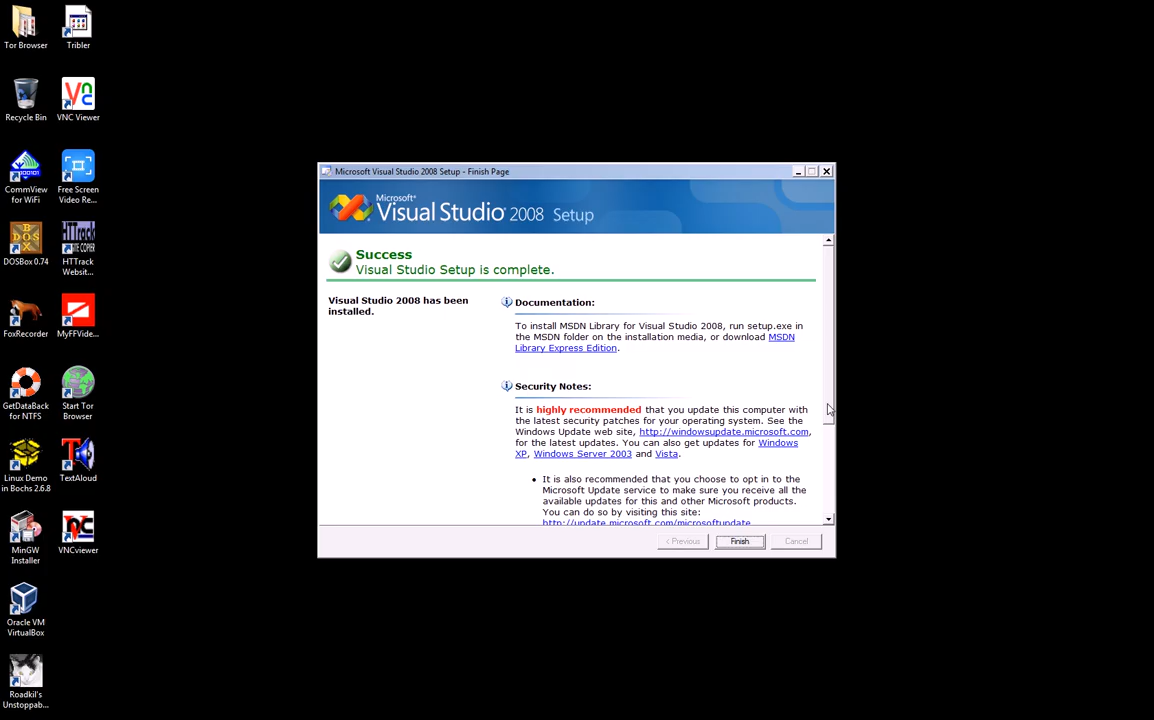 Tor Browser
Tribler
Recycle Bin
VNC Viewer
CommView
for WiFi
Free Screen
Video Re...
DOSBox 0.74
HTTrack
Website...
FoxRecorder
MyFFVide...
GetDataBack
for NTFS
Start Tor
Browser
Linux Demo
in Bochs 2.6.8
TextAloud
MinGW
Installer
VNCviewer
Oracle VM
VirtualBox
Roadkil's
Unstoppab...
Microsoft Visual Studio 2008 Setup - Finish Page
Microsoft®
Visual Studio® 2008 Setup
Success
Visual Studio Setup is complete.
Visual Studio 2008 has been
installed.
Documentation:
To install MSDN Library for Visual Studio 2008, run setup.exe in
the MSDN folder on the installation media, or download MSDN
Library Express Edition.
Security Notes:
It is highly recommended that you update this computer with
the latest security patches for your operating system. See the
Windows Update web site, http://windowsupdate.microsoft.com,
for the latest updates. You can also get updates for Windows
XP, Windows Server 2003 and Vista.
• It is also recommended that you choose to opt in to the
Microsoft Update service to make sure you receive all the
available updates for this and other Microsoft products.
You can do so by visiting this site:
http://update.microsoft.com/microsoftupdate
< Previous
Finish
Cancel